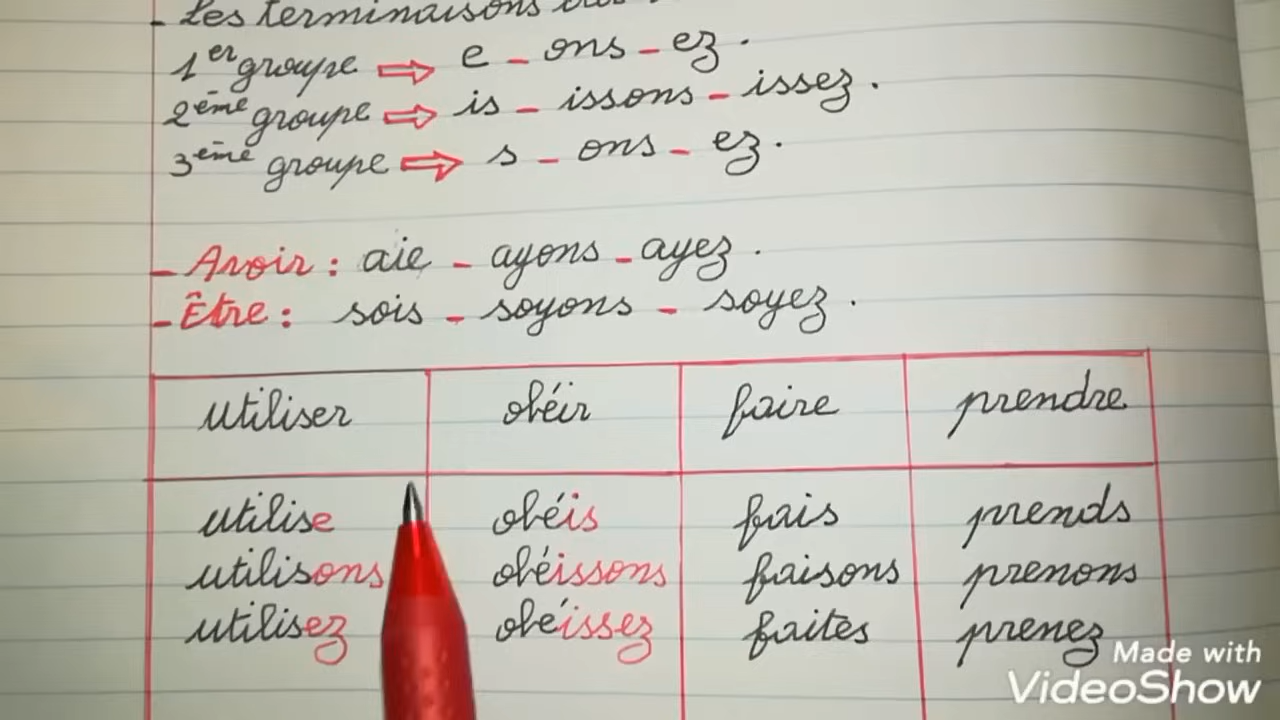 - Les terminaisons
1er groupe ⇒ e - ons - ez.
2ème groupe ⇒ is - issons - issez.
3ème groupe ⇒ s - ons - ez.
- Avoir : aie - ayons - ayez.
- Être : sois - soyons - soyez.
utiliser obéir faire prendre
utilise obéis fais prends
utilisons obéissons faisons prenons
utilisez obéissez faites prenez
Made with
VideoShow